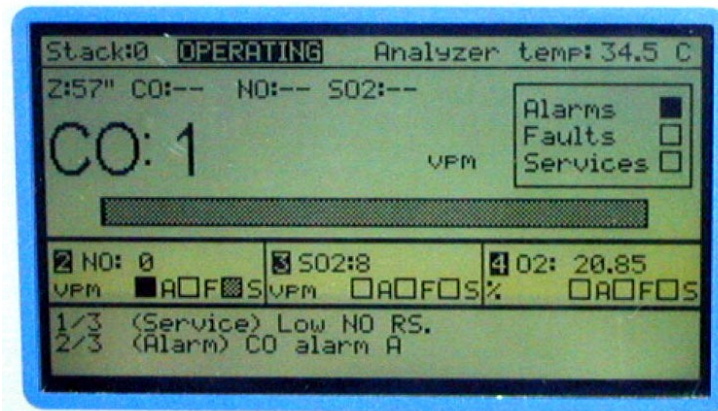 Stack:0 OPERATING Analyzer temp: 34.5 C
Z:57" CO:-- NO:-- SO2:--
Alarms
Faults
CO: 1 vpm Services
2 NO: 0 3 SO2:8 4 O2: 20.85
vpm A F S vpm A F S % A F S
1/3 (Service) Low NO RS.
2/3 (Alarm) CO alarm A